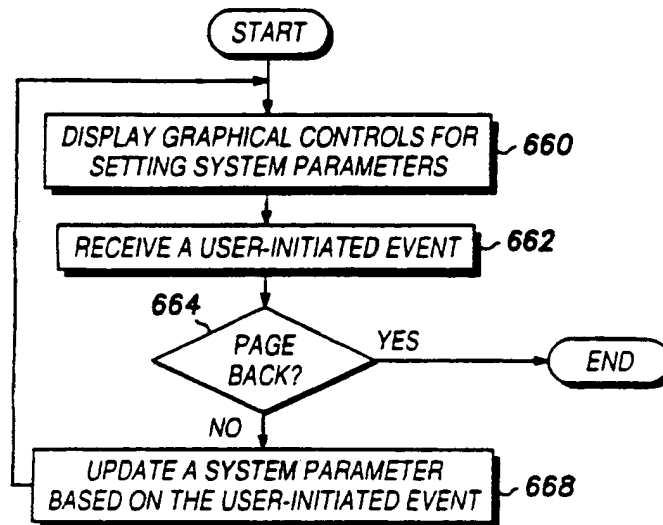 START
DISPLAY GRAPHICAL CONTROLS FOR
SETTING SYSTEM PARAMETERS
660
RECEIVE A USER-INITIATED EVENT
662
664
PAGE
BACK?
YES
END
NO
UPDATE A SYSTEM PARAMETER
BASED ON THE USER-INITIATED EVENT
668